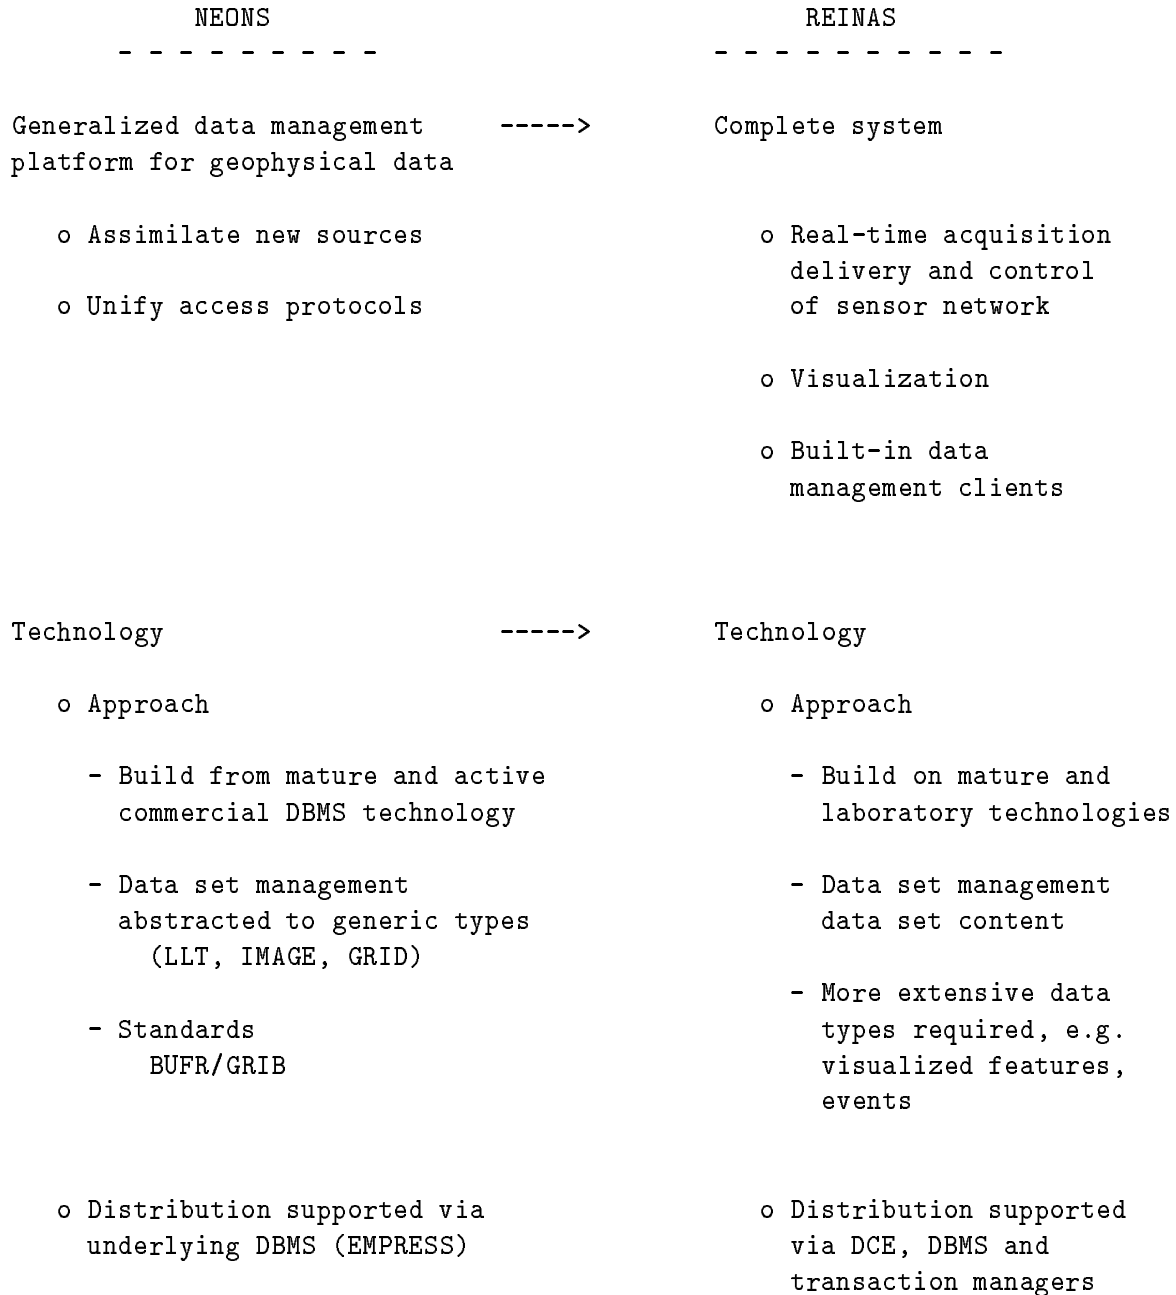 NEONS                    REINAS
- - - - - - - - -        - - - - - - - - - -
Generalized data management    ----->    Complete system
platform for geophysical data
o Assimilate new sources    o Real-time acquisition
delivery and control
o Unify access protocols    of sensor network
o Visualization
o Built-in data
management clients
Technology    ----->    Technology
o Approach    o Approach
- Build from mature and active    - Build on mature and
commercial DBMS technology    laboratory technologies
- Data set management    - Data set management
abstracted to generic types    data set content
(LLT, IMAGE, GRID)
- More extensive data
- Standards    types required, e.g.
BUFR/GRIB    visualized features,
events
o Distribution supported via    o Distribution supported
underlying DBMS (EMPRESS)    via DCE, DBMS and
transaction managers